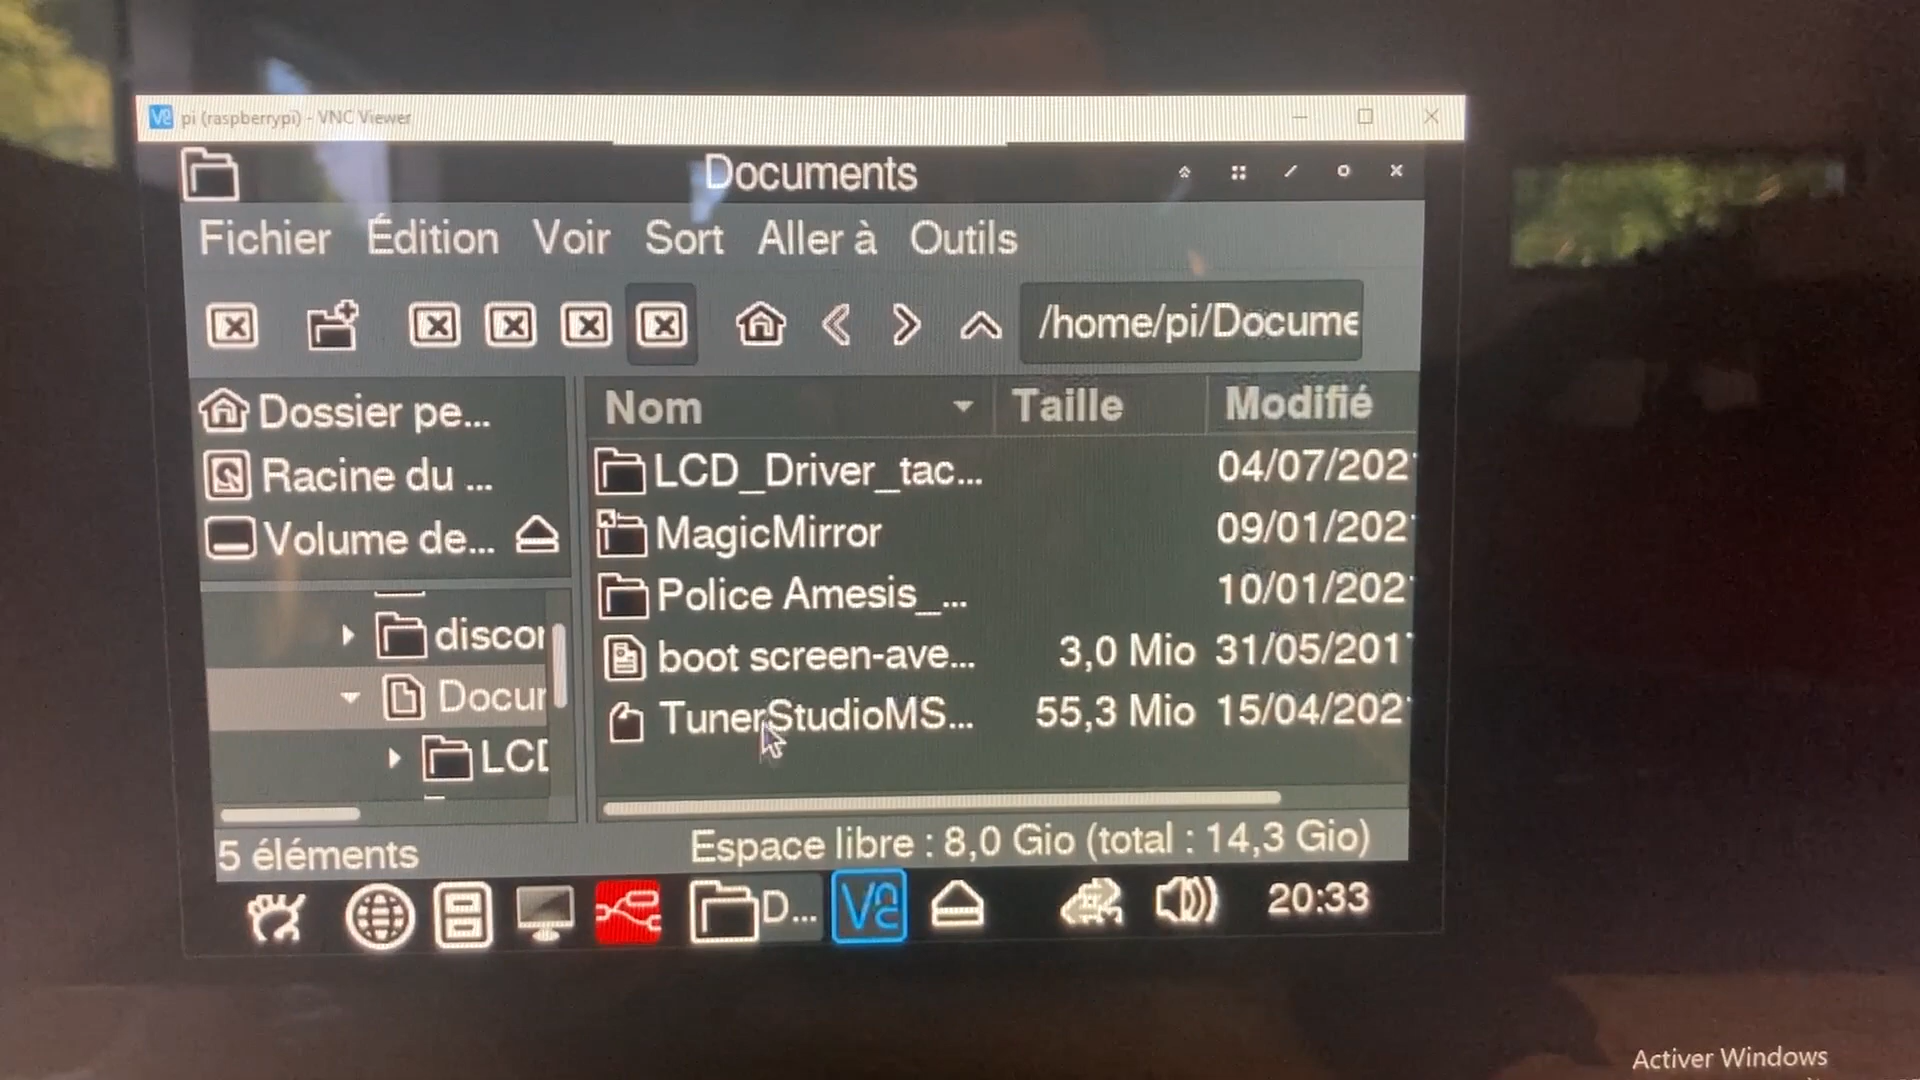 pi (raspberrypi) - VNC Viewer
Documents
Fichier Édition Voir Sort Aller à Outils
/home/pi/Docume
Dossier pe...
Racine du ...
Volume de...
discor
Docur
LCD
Nom Taille Modifié
LCD_Driver_tac... 04/07/202
MagicMirror 09/01/202
Police Amesis_... 10/01/202
boot screen-ave... 3,0 Mio 31/05/201
TunerStudioMS... 55,3 Mio 15/04/202
5 éléments Espace libre : 8,0 Gio (total : 14,3 Gio)
D... 20:33
Activer Windows